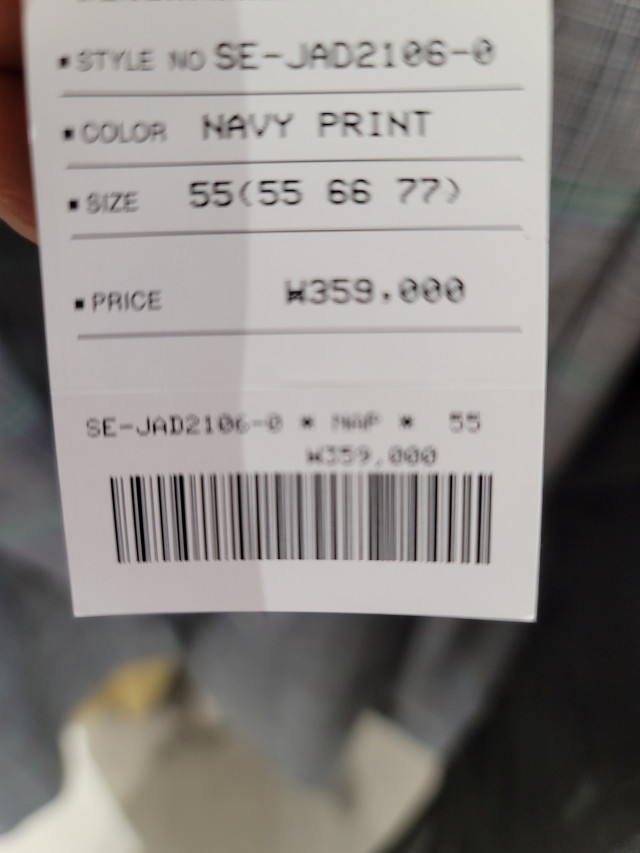 ▪ STYLE NO SE-JAD2106-0
▪ COLOR NAVY PRINT
▪ SIZE 55(55 66 77)
▪ PRICE ₩359,000
SE-JAD2106-0 * NAP * 55
₩359,000